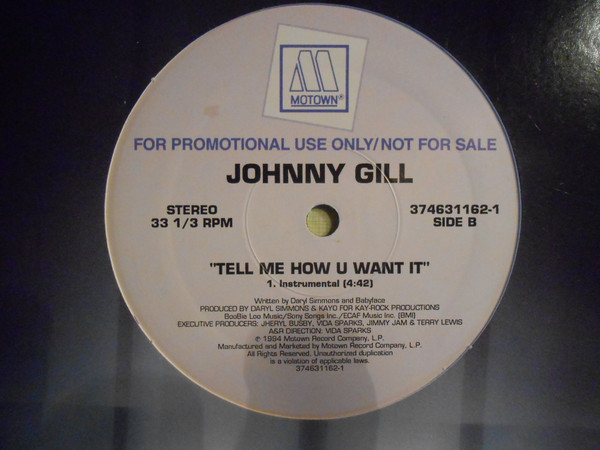 MOTOWN®
FOR PROMOTIONAL USE ONLY/NOT FOR SALE
JOHNNY GILL
STEREO
33 1/3 RPM
374631162-1
SIDE B
"TELL ME HOW U WANT IT"
1. Instrumental (4:42)
Written by Daryl Simmons and Babyface
PRODUCED BY DARYL SIMMONS & KAYO FOR KAY-ROCK PRODUCTIONS
BooBie Loo Music/Sony Songs Inc./ECAF Music Inc. (BMI)
EXECUTIVE PRODUCERS: JHERYL BUSBY, VIDA SPARKS, JIMMY JAM & TERRY LEWIS
A&R DIRECTION: VIDA SPARKS
℗ 1994 Motown Record Company, L.P.
Manufactured and Marketed by Motown Record Company, L.P.
All Rights Reserved. Unauthorized duplication
is a violation of applicable laws.
374631162-1